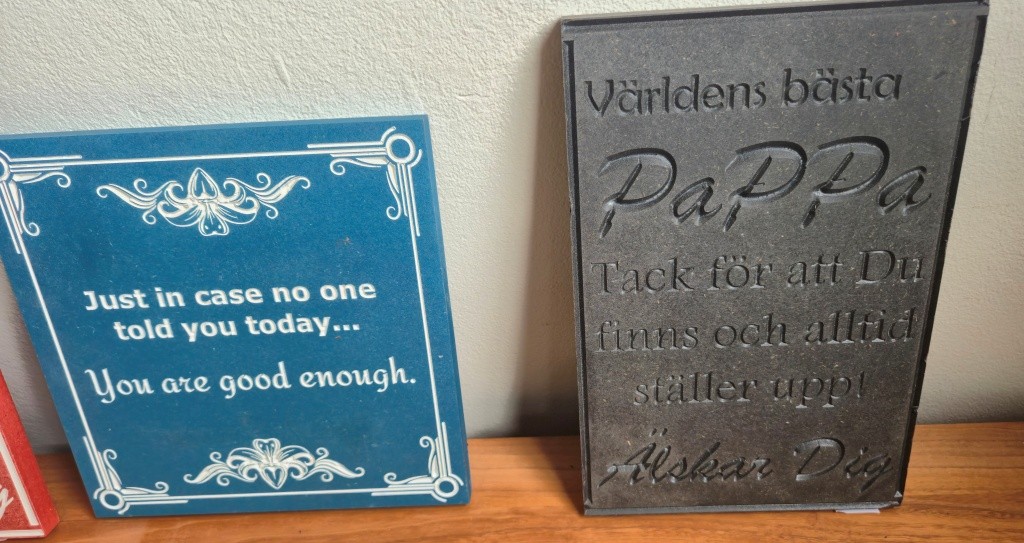 Just in case no one
told you today...
You are good enough.
Världens bästa
PaPPa
Tack för att Du
finns och alltid
ställer upp!
Älskar Dig